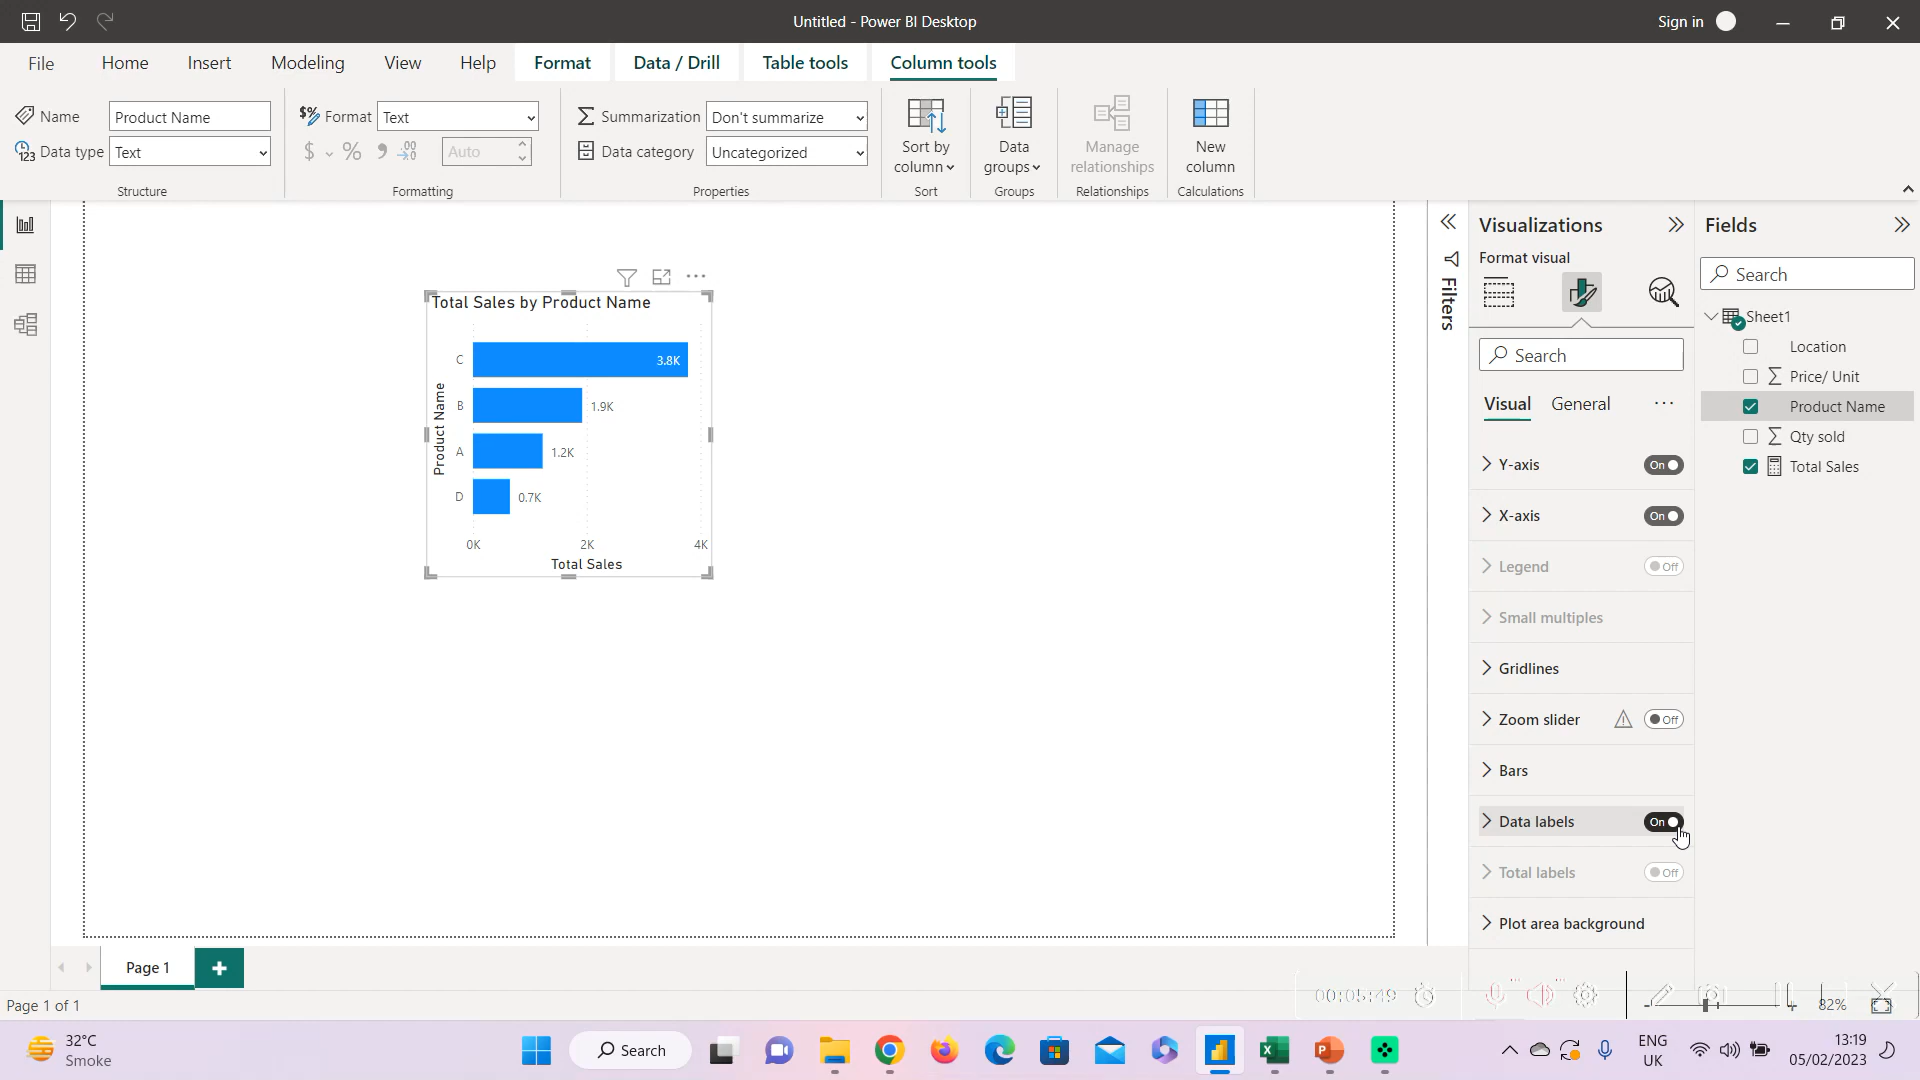 Untitled - Power BI Desktop
Sign in
File Home Insert Modeling View Help Format Data / Drill Table tools Column tools
Name Product Name
Data type Text
Structure
Format Text
$ % Auto
Formatting
Summarization Don't summarize
Data category Uncategorized
Properties
Sort by
column
Sort
Data
groups
Groups
Manage
relationships
Relationships
New
column
Calculations
Total Sales by Product Name
C 3.8K
B 1.9K
A 1.2K
D 0.7K
Product Name
0K 2K 4K
Total Sales
Filters
Visualizations
Format visual
Search
Visual General
Y-axis On
X-axis On
Legend Off
Small multiples
Gridlines
Zoom slider Off
Bars
Data labels On
Total labels Off
Plot area background
Fields
Search
Sheet1
Location
Price/ Unit
Product Name
Qty sold
Total Sales
Page 1
Page 1 of 1
00:05:49
82%
32°C
Smoke
Search
ENG
UK
13:19
05/02/2023